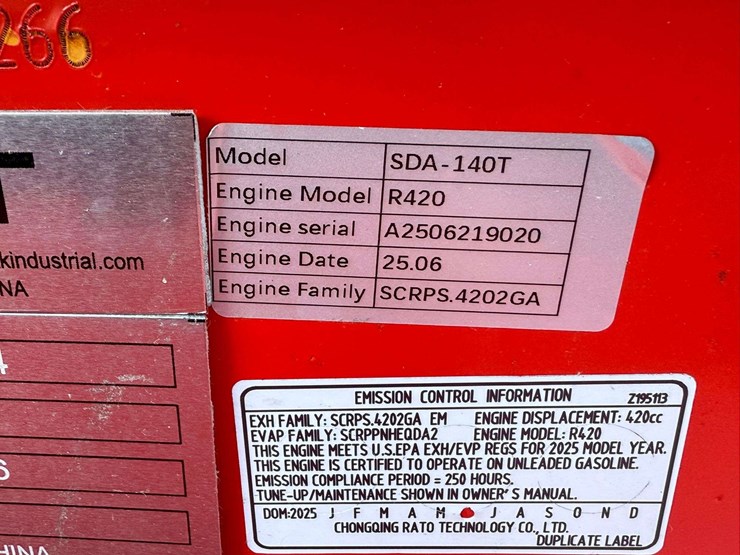 266
Model SDA-140T
Engine Model R420
Engine serial A2506219020
Engine Date 25.06
Engine Family SCRPS.4202GA
kindustrial.com
NA
S
HINA
EMISSION CONTROL INFORMATION Z195113
EXH FAMILY: SCRPS.4202GA EM ENGINE DISPLACEMENT: 420cc
EVAP FAMILY: SCRPPNHEQDA2 ENGINE MODEL: R420
THIS ENGINE MEETS U.S.EPA EXH/EVP REGS FOR 2025 MODEL YEAR.
THIS ENGINE IS CERTIFIED TO OPERATE ON UNLEADED GASOLINE.
EMISSION COMPLIANCE PERIOD = 250 HOURS.
TUNE-UP/MAINTENANCE SHOWN IN OWNER'S MANUAL.
DOM:2025 J F M A M J A S O N D
CHONGQING RATO TECHNOLOGY CO., LTD.
DUPLICATE LABEL